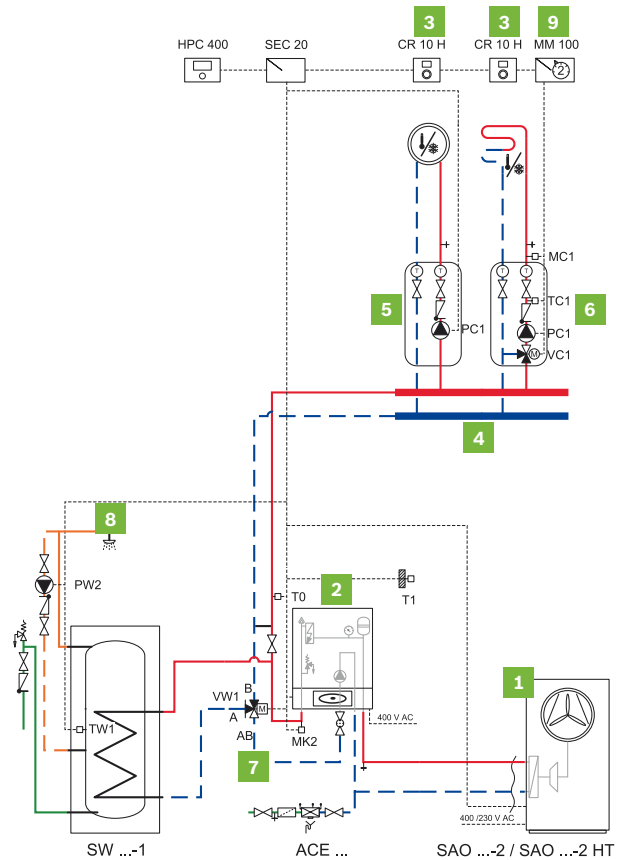 3
3
9
HPC 400
SEC 20
CR 10 H
CR 10 H
MM 100
2
T
T
T
T
MC1
TC1
5
6
PC1
PC1
M
VC1
4
8
PW2
T0
2
T1
TW1
VW1
B
A
M
AB
MK2
400 V AC
1
7
400 /230 V AC
SW ...-1
ACE ...
SAO ...-2 / SAO ...-2 HT